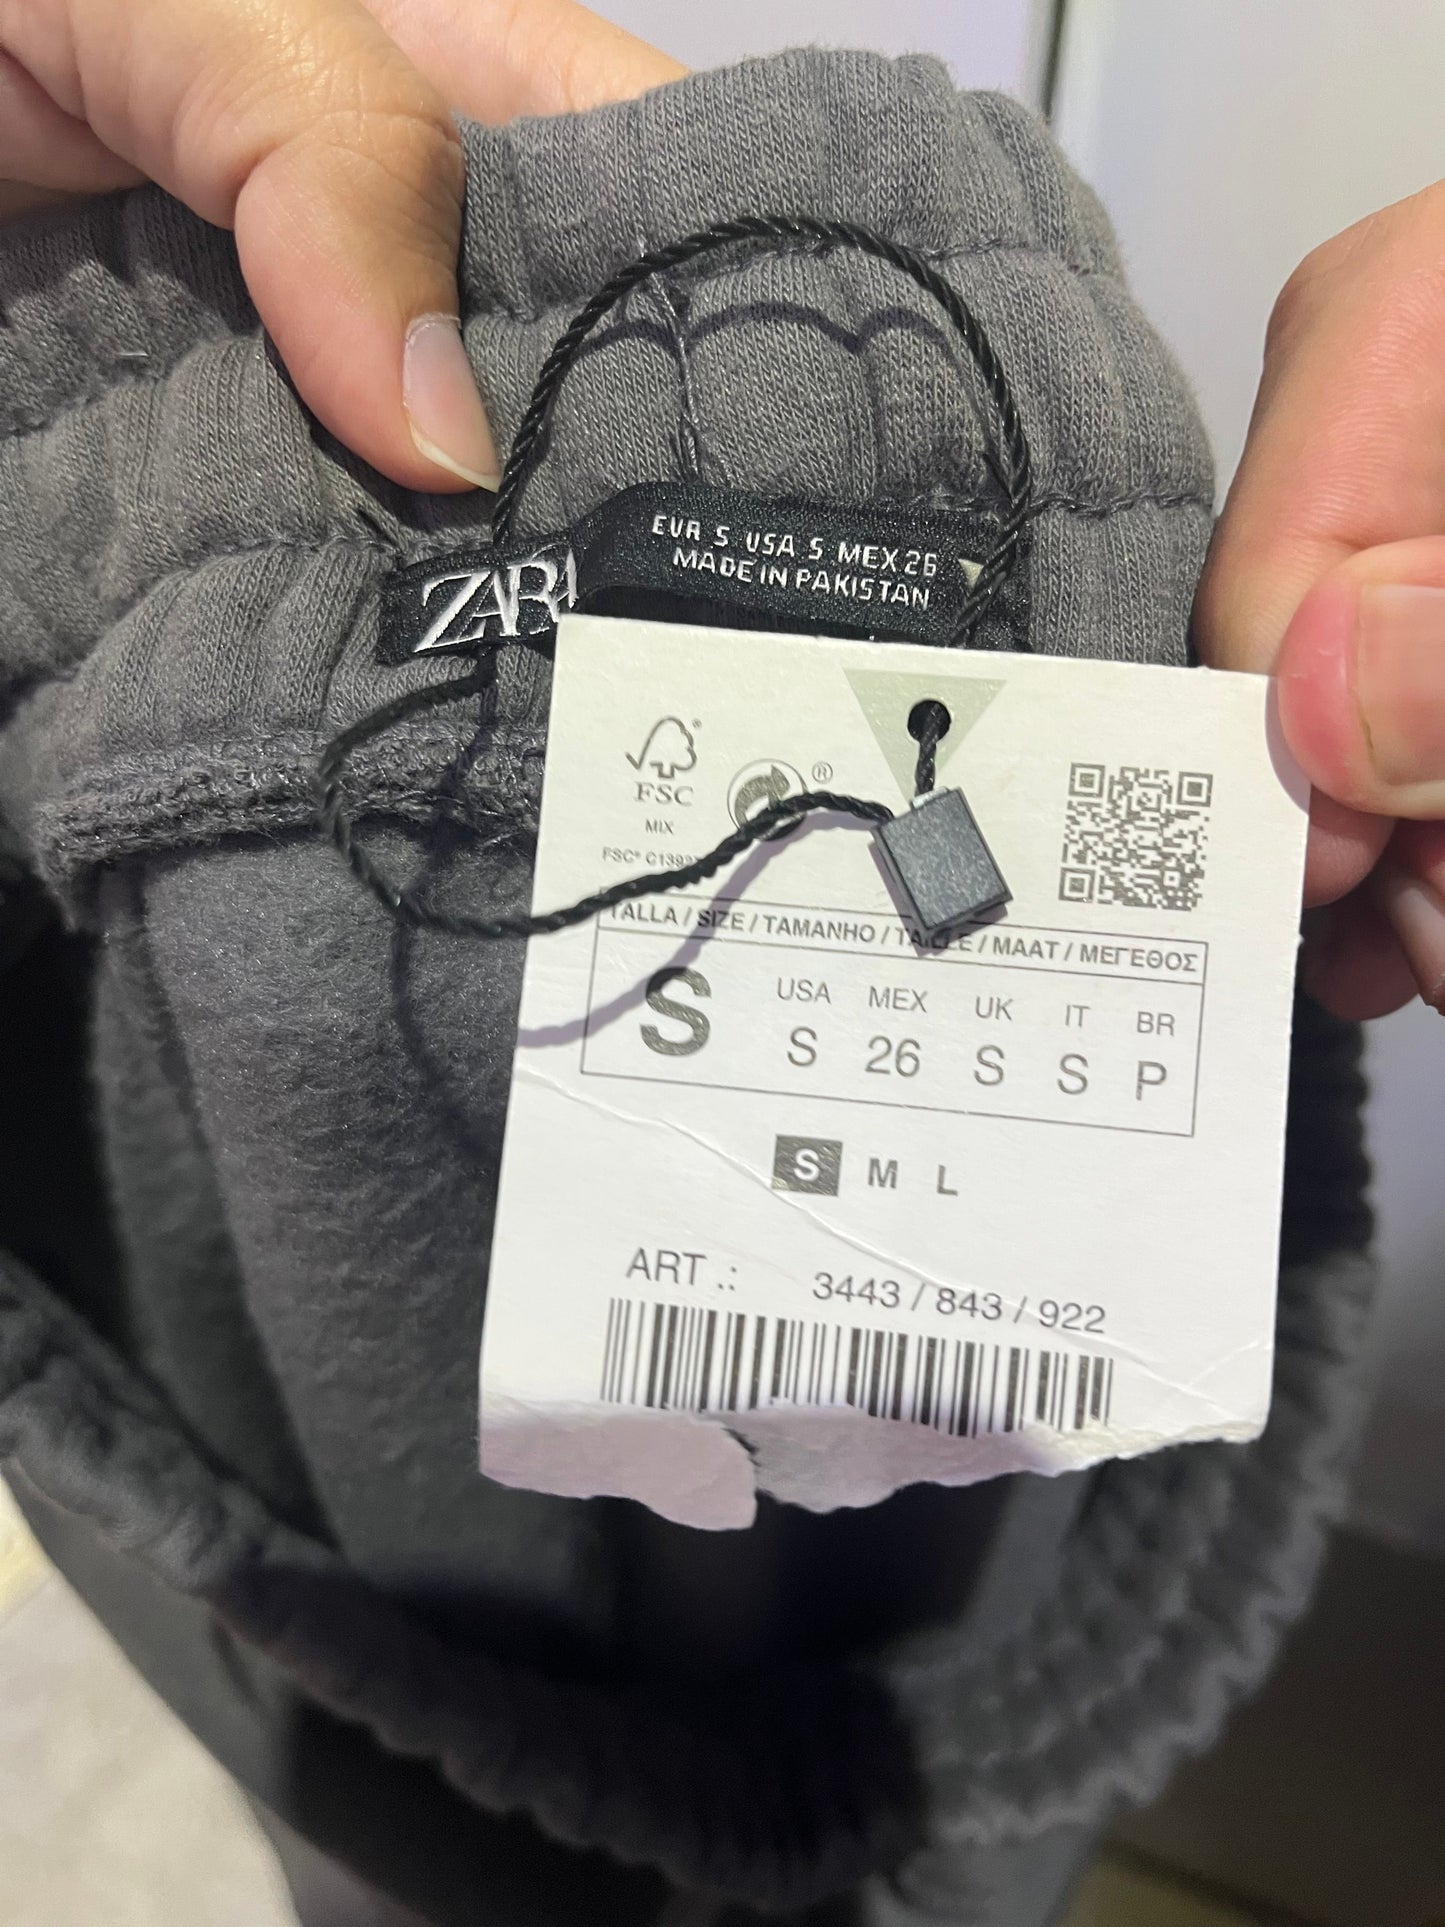 EUR S USA S MEX 26
MADE IN PAKISTAN
ZARA
FSC®
MIX
®
TALLA / SIZE / TAMANHO / TAILLE / MAAT / ΜΕΓΕΘΟΣ
S
USA MEX UK IT BR
S 26 S S P
S M L
ART .: 3443 / 843 / 922